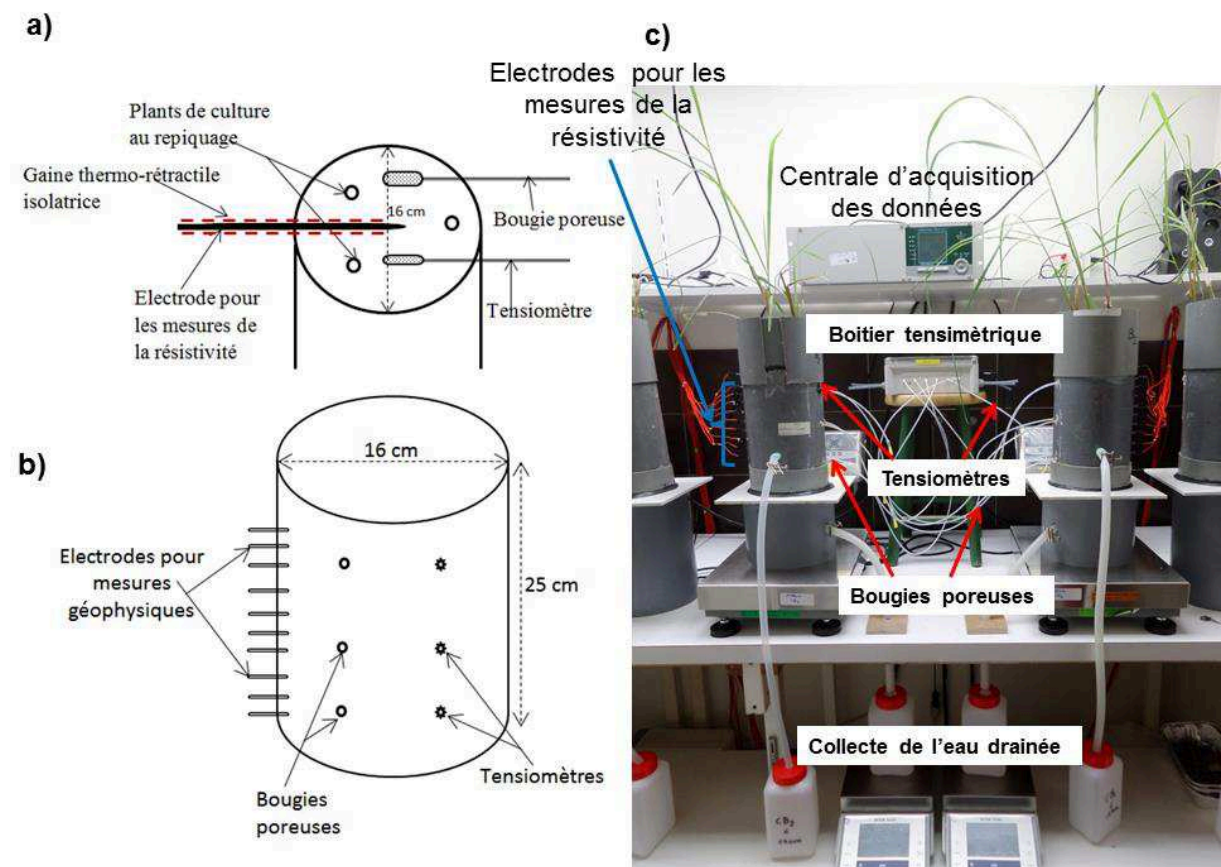 a)
Plants de culture
au repiquage
Gaine thermo-rétractile
isolatrice
16 cm
Bougie poreuse
Electrode pour
les mesures de
la résistivité
Tensiomètre
b)
16 cm
25 cm
Electrodes pour
mesures
géophysiques
Bougies
poreuses
Tensiomètres
c)
Electrodes pour les
mesures de la
résistivité
Centrale d'acquisition
des données
Boitier tensimètrique
Tensiomètres
Bougies poreuses
Collecte de l'eau drainée
CB2